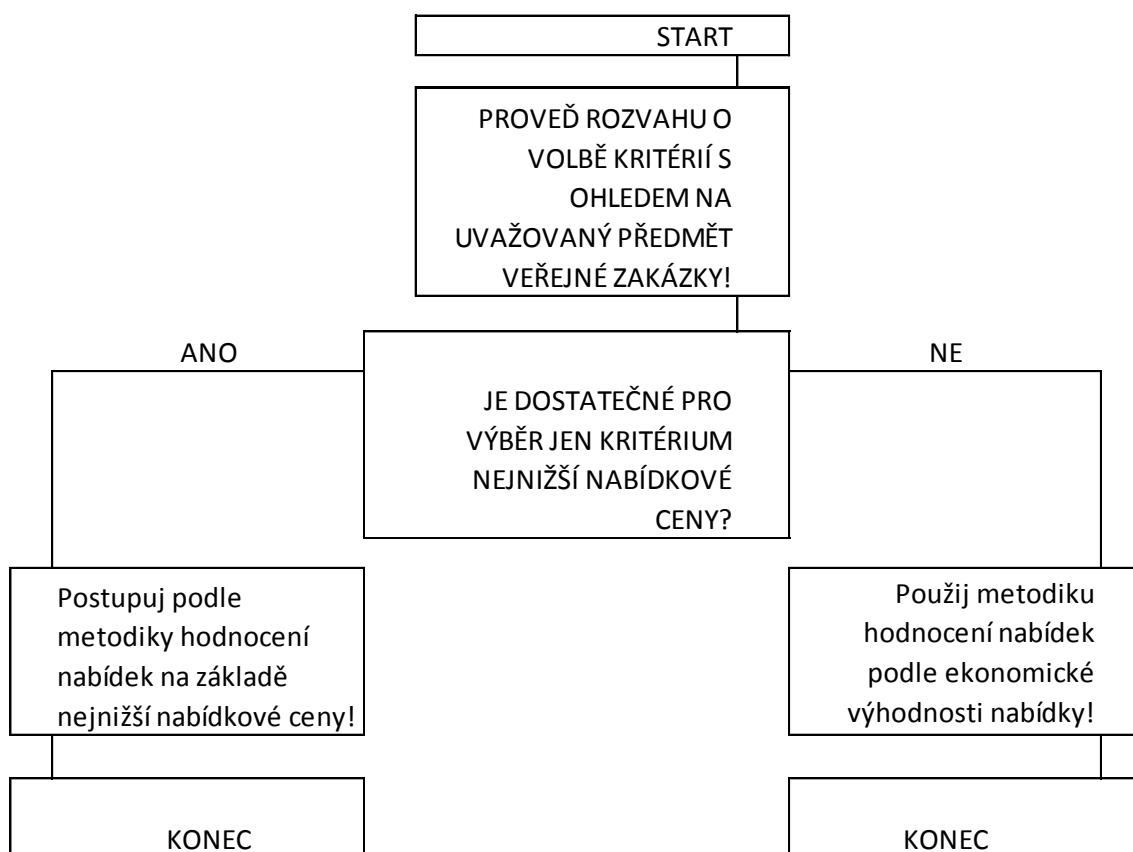 START
PROVEĎ ROZVAHU O
VOLBĚ KRITÉRIÍ S
OHLEDEM NA
UVAŽOVANÝ PŘEDMĚT
VEŘEJNÉ ZAKÁZKY!
ANO
NE
JE DOSTATEČNÉ PRO
VÝBĚR JEN KRITÉRIUM
NEJNIŽŠÍ NABÍDKOVÉ
CENY?
Postupuj podle
metodiky hodnocení
nabídek na základě
nejnižší nabídkové ceny!
Použij metodiku
hodnocení nabídek
podle ekonomické
výhodnosti nabídky!
KONEC
KONEC